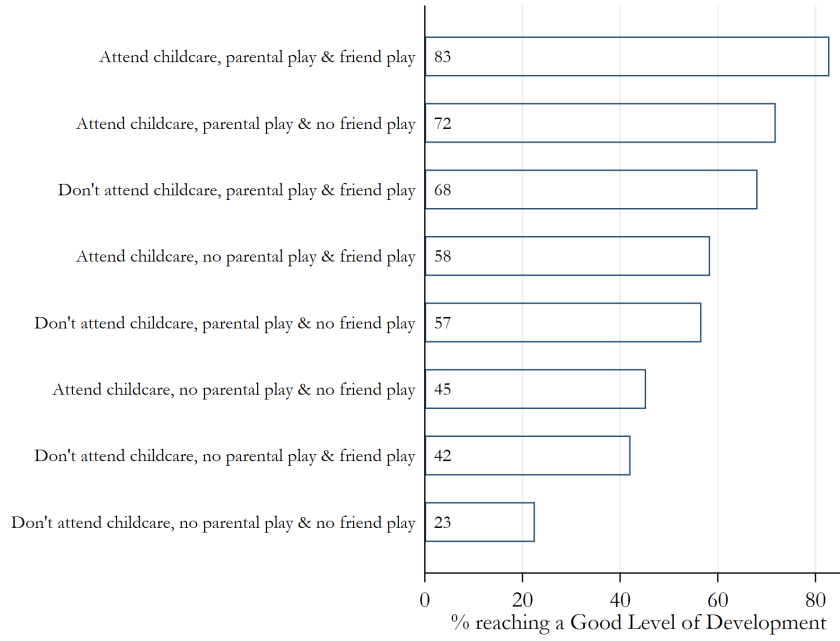 Attend childcare, parental play & friend play 83
Attend childcare, parental play & no friend play 72
Don't attend childcare, parental play & friend play 68
Attend childcare, no parental play & friend play 58
Don't attend childcare, parental play & no friend play 57
Attend childcare, no parental play & no friend play 45
Don't attend childcare, no parental play & friend play 42
Don't attend childcare, no parental play & no friend play 23
0 20 40 60 80
% reaching a Good Level of Development